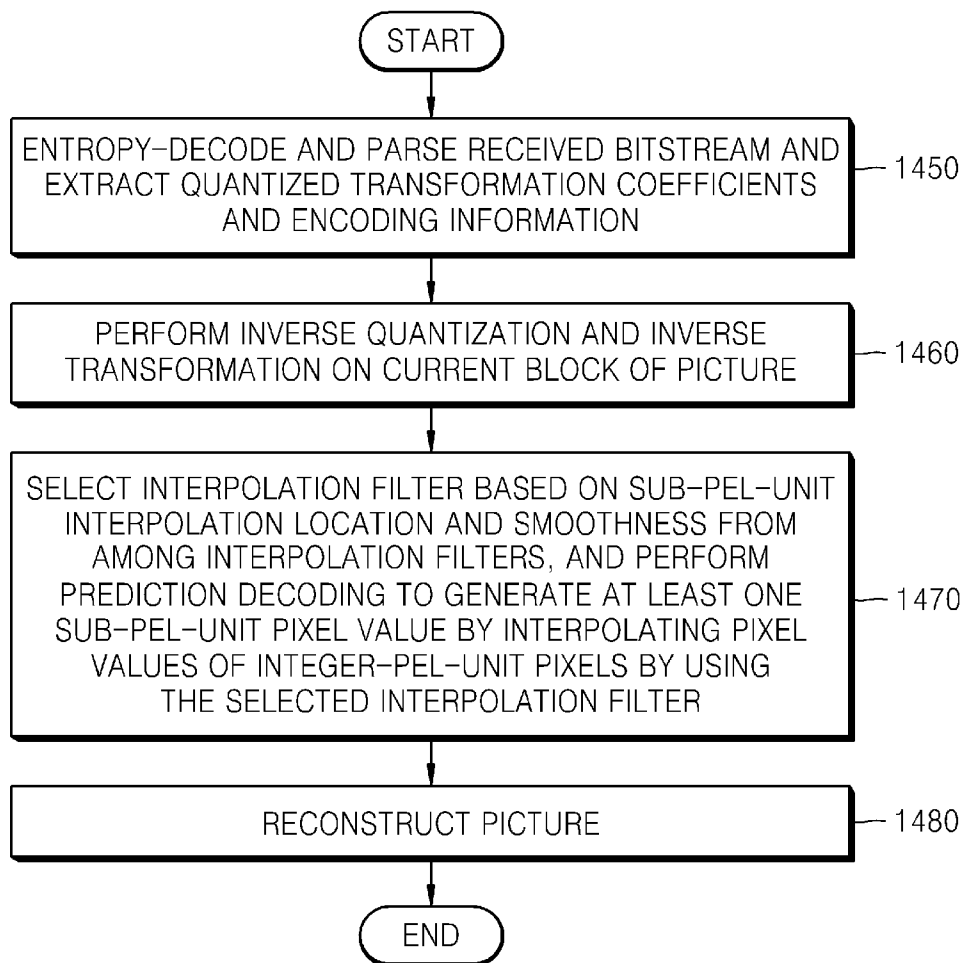 START
ENTROPY-DECODE AND PARSE RECEIVED BITSTREAM AND
EXTRACT QUANTIZED TRANSFORMATION COEFFICIENTS
AND ENCODING INFORMATION
1450
PERFORM INVERSE QUANTIZATION AND INVERSE
TRANSFORMATION ON CURRENT BLOCK OF PICTURE
1460
SELECT INTERPOLATION FILTER BASED ON SUB-PEL-UNIT
INTERPOLATION LOCATION AND SMOOTHNESS FROM
AMONG INTERPOLATION FILTERS, AND PERFORM
PREDICTION DECODING TO GENERATE AT LEAST ONE
SUB-PEL-UNIT PIXEL VALUE BY INTERPOLATING PIXEL
VALUES OF INTEGER-PEL-UNIT PIXELS BY USING
THE SELECTED INTERPOLATION FILTER
1470
RECONSTRUCT PICTURE
1480
END